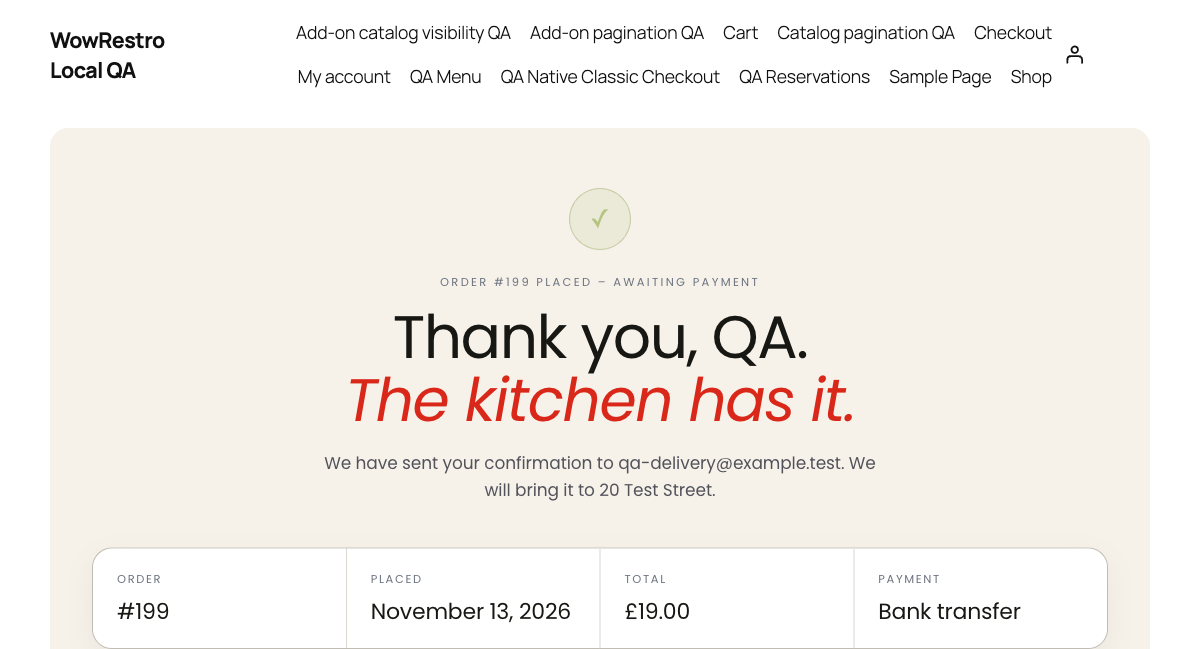 WowRestro
Local QA
Add-on catalog visibility QA Add-on pagination QA Cart Catalog pagination QA Checkout
My account QA Menu QA Native Classic Checkout QA Reservations Sample Page Shop
✓
ORDER #199 PLACED – AWAITING PAYMENT
Thank you, QA.
The kitchen has it.
We have sent your confirmation to qa-delivery@example.test. We
will bring it to 20 Test Street.
ORDER PLACED TOTAL PAYMENT
#199 November 13, 2026 £19.00 Bank transfer